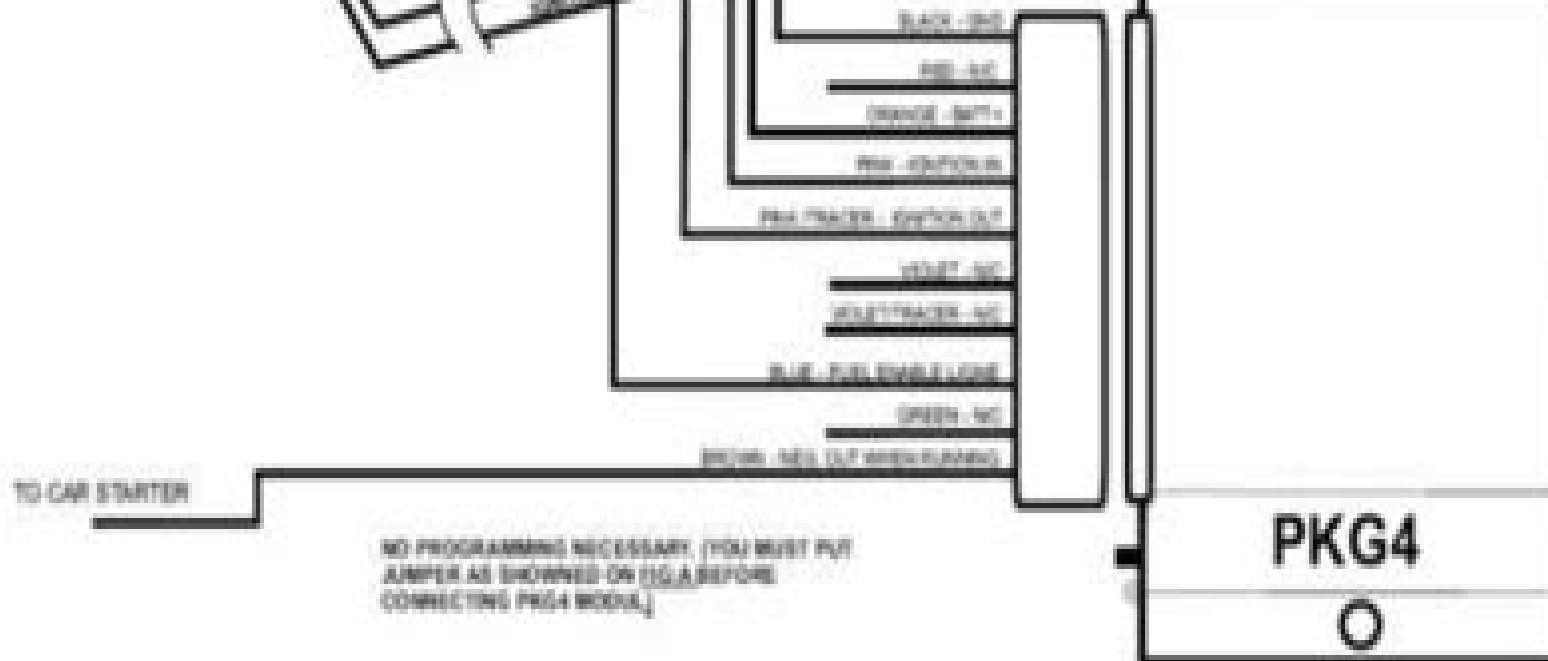 BLACK - GND
RED - N/C
ORANGE - BATT+
PINK - IGNITION IN
PINK/TRACER - IGNITION OUT
VIOLET - N/C
VIOLET/TRACER - N/C
BLUE - FUEL ENABLE LIGNE
GREEN - N/C
BROWN - NEG. OUT WHEN RUNNING
TO CAR STARTER
NO PROGRAMMING NECESSARY. (YOU MUST PUT
JUMPER AS SHOWNED ON FIG.A BEFORE
CONNECTING PKG4 MODUL)
PKG4
O